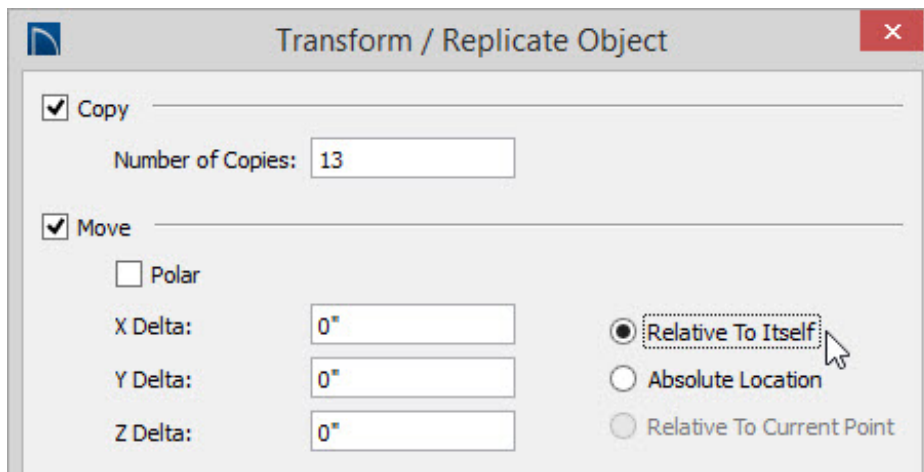 Transform / Replicate Object
Copy
Number of Copies: 13
Move
Polar
X Delta: 0" Relative To Itself
Y Delta: 0" Absolute Location
Z Delta: 0" Relative To Current Point